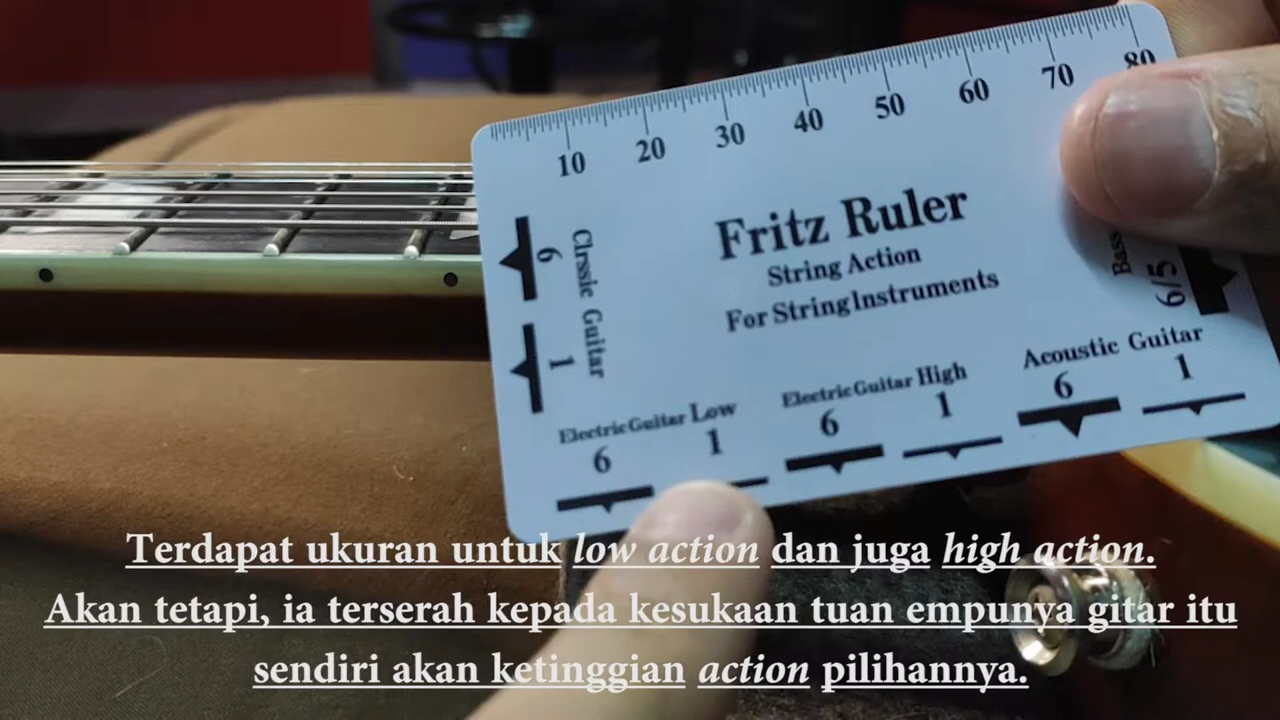 10 20 30 40 50 60 70 80
Fritz Ruler
String Action
For String Instruments
6 1
Clrssic Guitar
Bass
6/5
Electric Guitar Low
6 1
Electric Guitar High
6 1
Acoustic Guitar
6 1
Terdapat ukuran untuk low action dan juga high action.
Akan tetapi, ia terserah kepada kesukaan tuan empunya gitar itu
sendiri akan ketinggian action pilihannya.